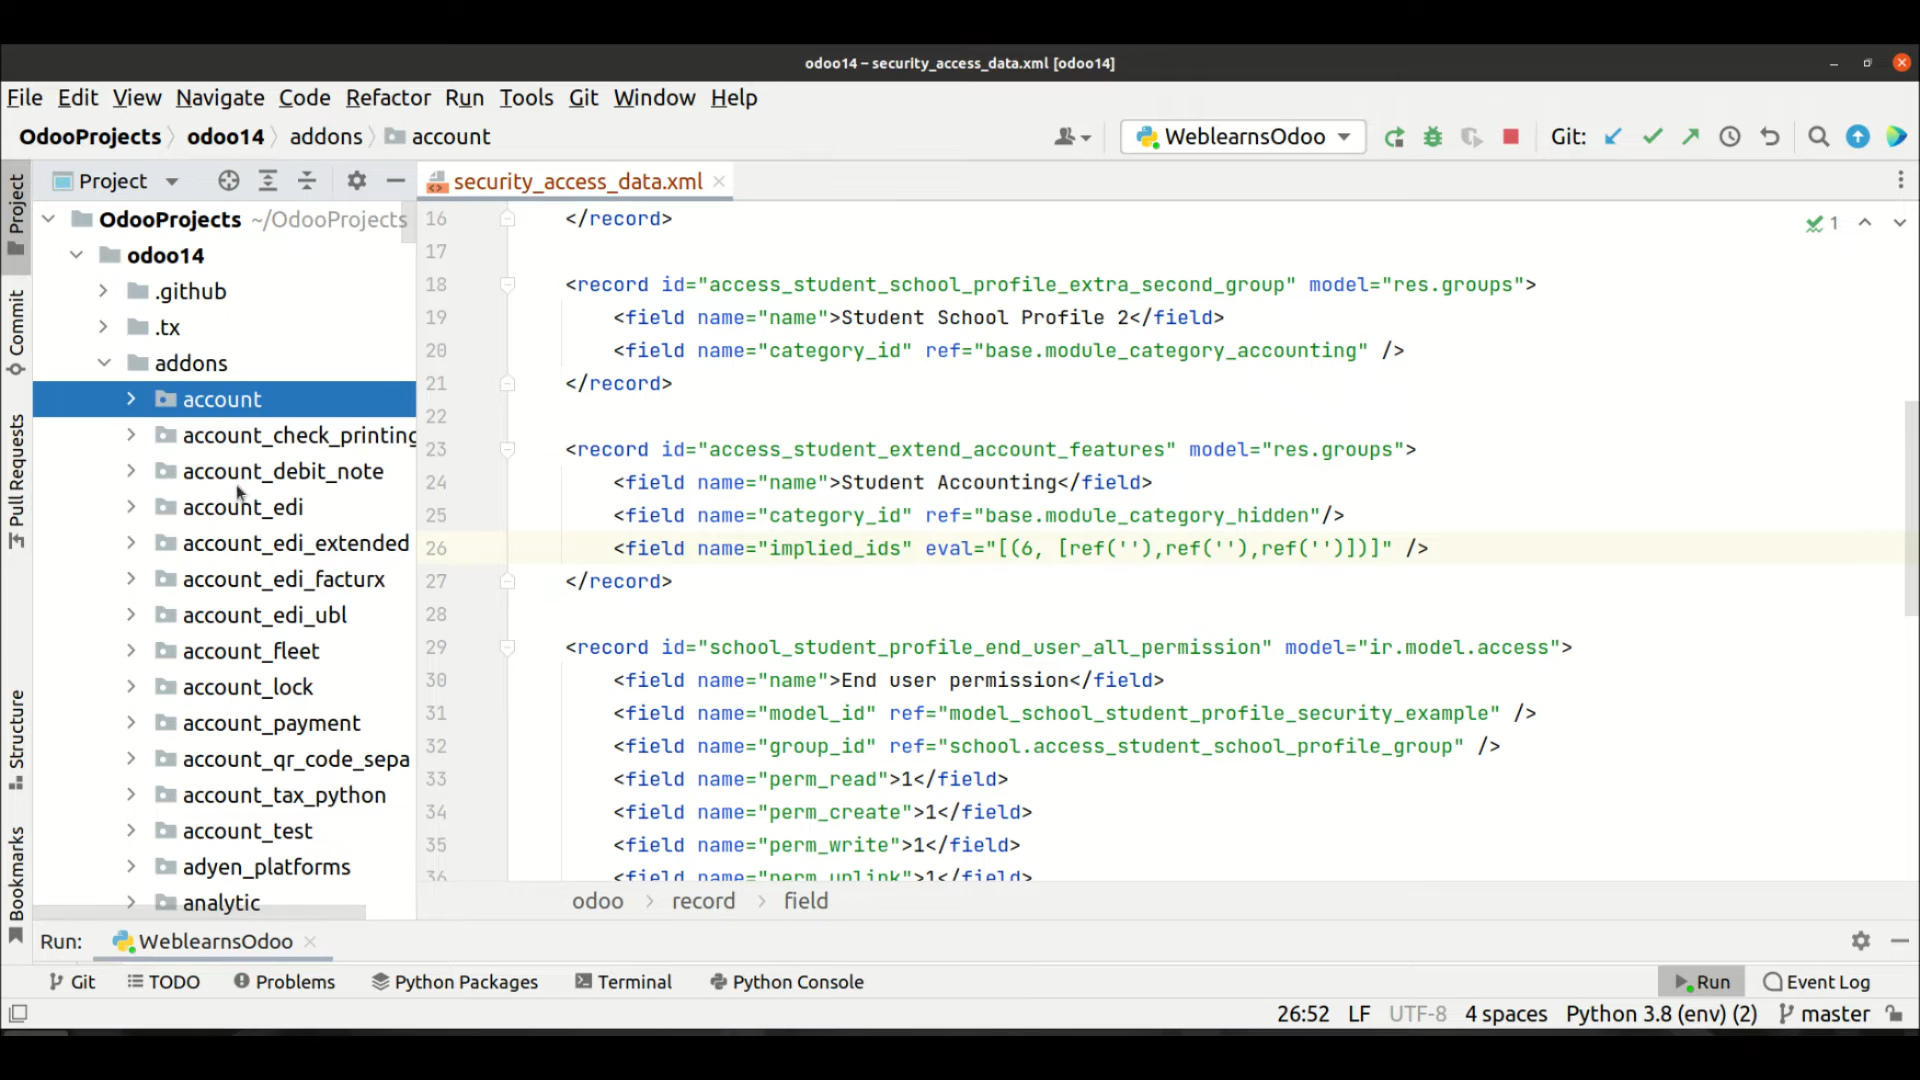 odoo14 – security_access_data.xml [odoo14]
File Edit View Navigate Code Refactor Run Tools Git Window Help
OdooProjects odoo14 addons account WeblearnsOdoo Git:
Project security_access_data.xml
OdooProjects ~/OdooProjects
odoo14
.github
.tx
addons
account
account_check_printing
account_debit_note
account_edi
account_edi_extended
account_edi_facturx
account_edi_ubl
account_fleet
account_lock
account_payment
account_qr_code_sepa
account_tax_python
account_test
adyen_platforms
analytic
Project
Commit
Pull Requests
Structure
Bookmarks
1
16 </record>
17
18 <record id="access_student_school_profile_extra_second_group" model="res.groups">
19 <field name="name">Student School Profile 2</field>
20 <field name="category_id" ref="base.module_category_accounting" />
21 </record>
22
23 <record id="access_student_extend_account_features" model="res.groups">
24 <field name="name">Student Accounting</field>
25 <field name="category_id" ref="base.module_category_hidden"/>
26 <field name="implied_ids" eval="[(6, [ref(''),ref(''),ref('')])]" />
27 </record>
28
29 <record id="school_student_profile_end_user_all_permission" model="ir.model.access">
30 <field name="name">End user permission</field>
31 <field name="model_id" ref="model_school_student_profile_security_example" />
32 <field name="group_id" ref="school.access_student_school_profile_group" />
33 <field name="perm_read">1</field>
34 <field name="perm_create">1</field>
35 <field name="perm_write">1</field>
36 <field name="perm_unlink">1</field>
odoo record field
Run: WeblearnsOdoo
Git TODO Problems Python Packages Terminal Python Console Run Event Log
26:52 LF UTF-8 4 spaces Python 3.8 (env) (2) master